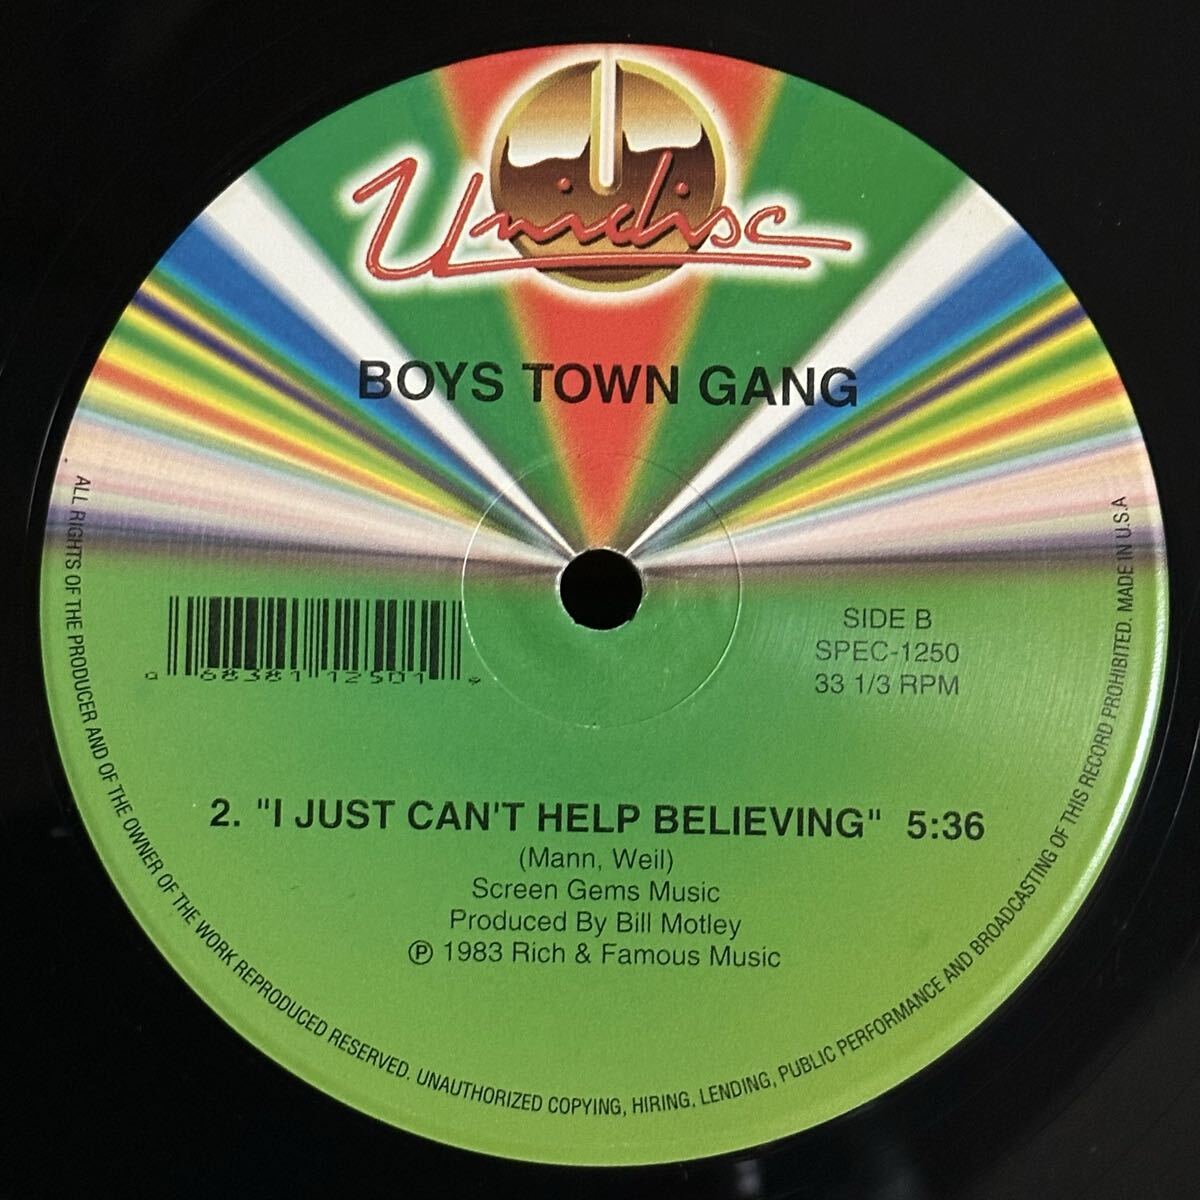 Unidisc
BOYS TOWN GANG
SIDE B
SPEC-1250
33 1/3 RPM
0 68381 12501 9
2. "I JUST CAN'T HELP BELIEVING" 5:36
(Mann, Weil)
Screen Gems Music
Produced By Bill Motley
℗ 1983 Rich & Famous Music
ALL RIGHTS OF THE PRODUCER AND OF THE OWNER OF THE WORK REPRODUCED RESERVED. UNAUTHORIZED COPYING, HIRING, LENDING, PUBLIC PERFORMANCE AND BROADCASTING OF THIS RECORD PROHIBITED. MADE IN U.S.A